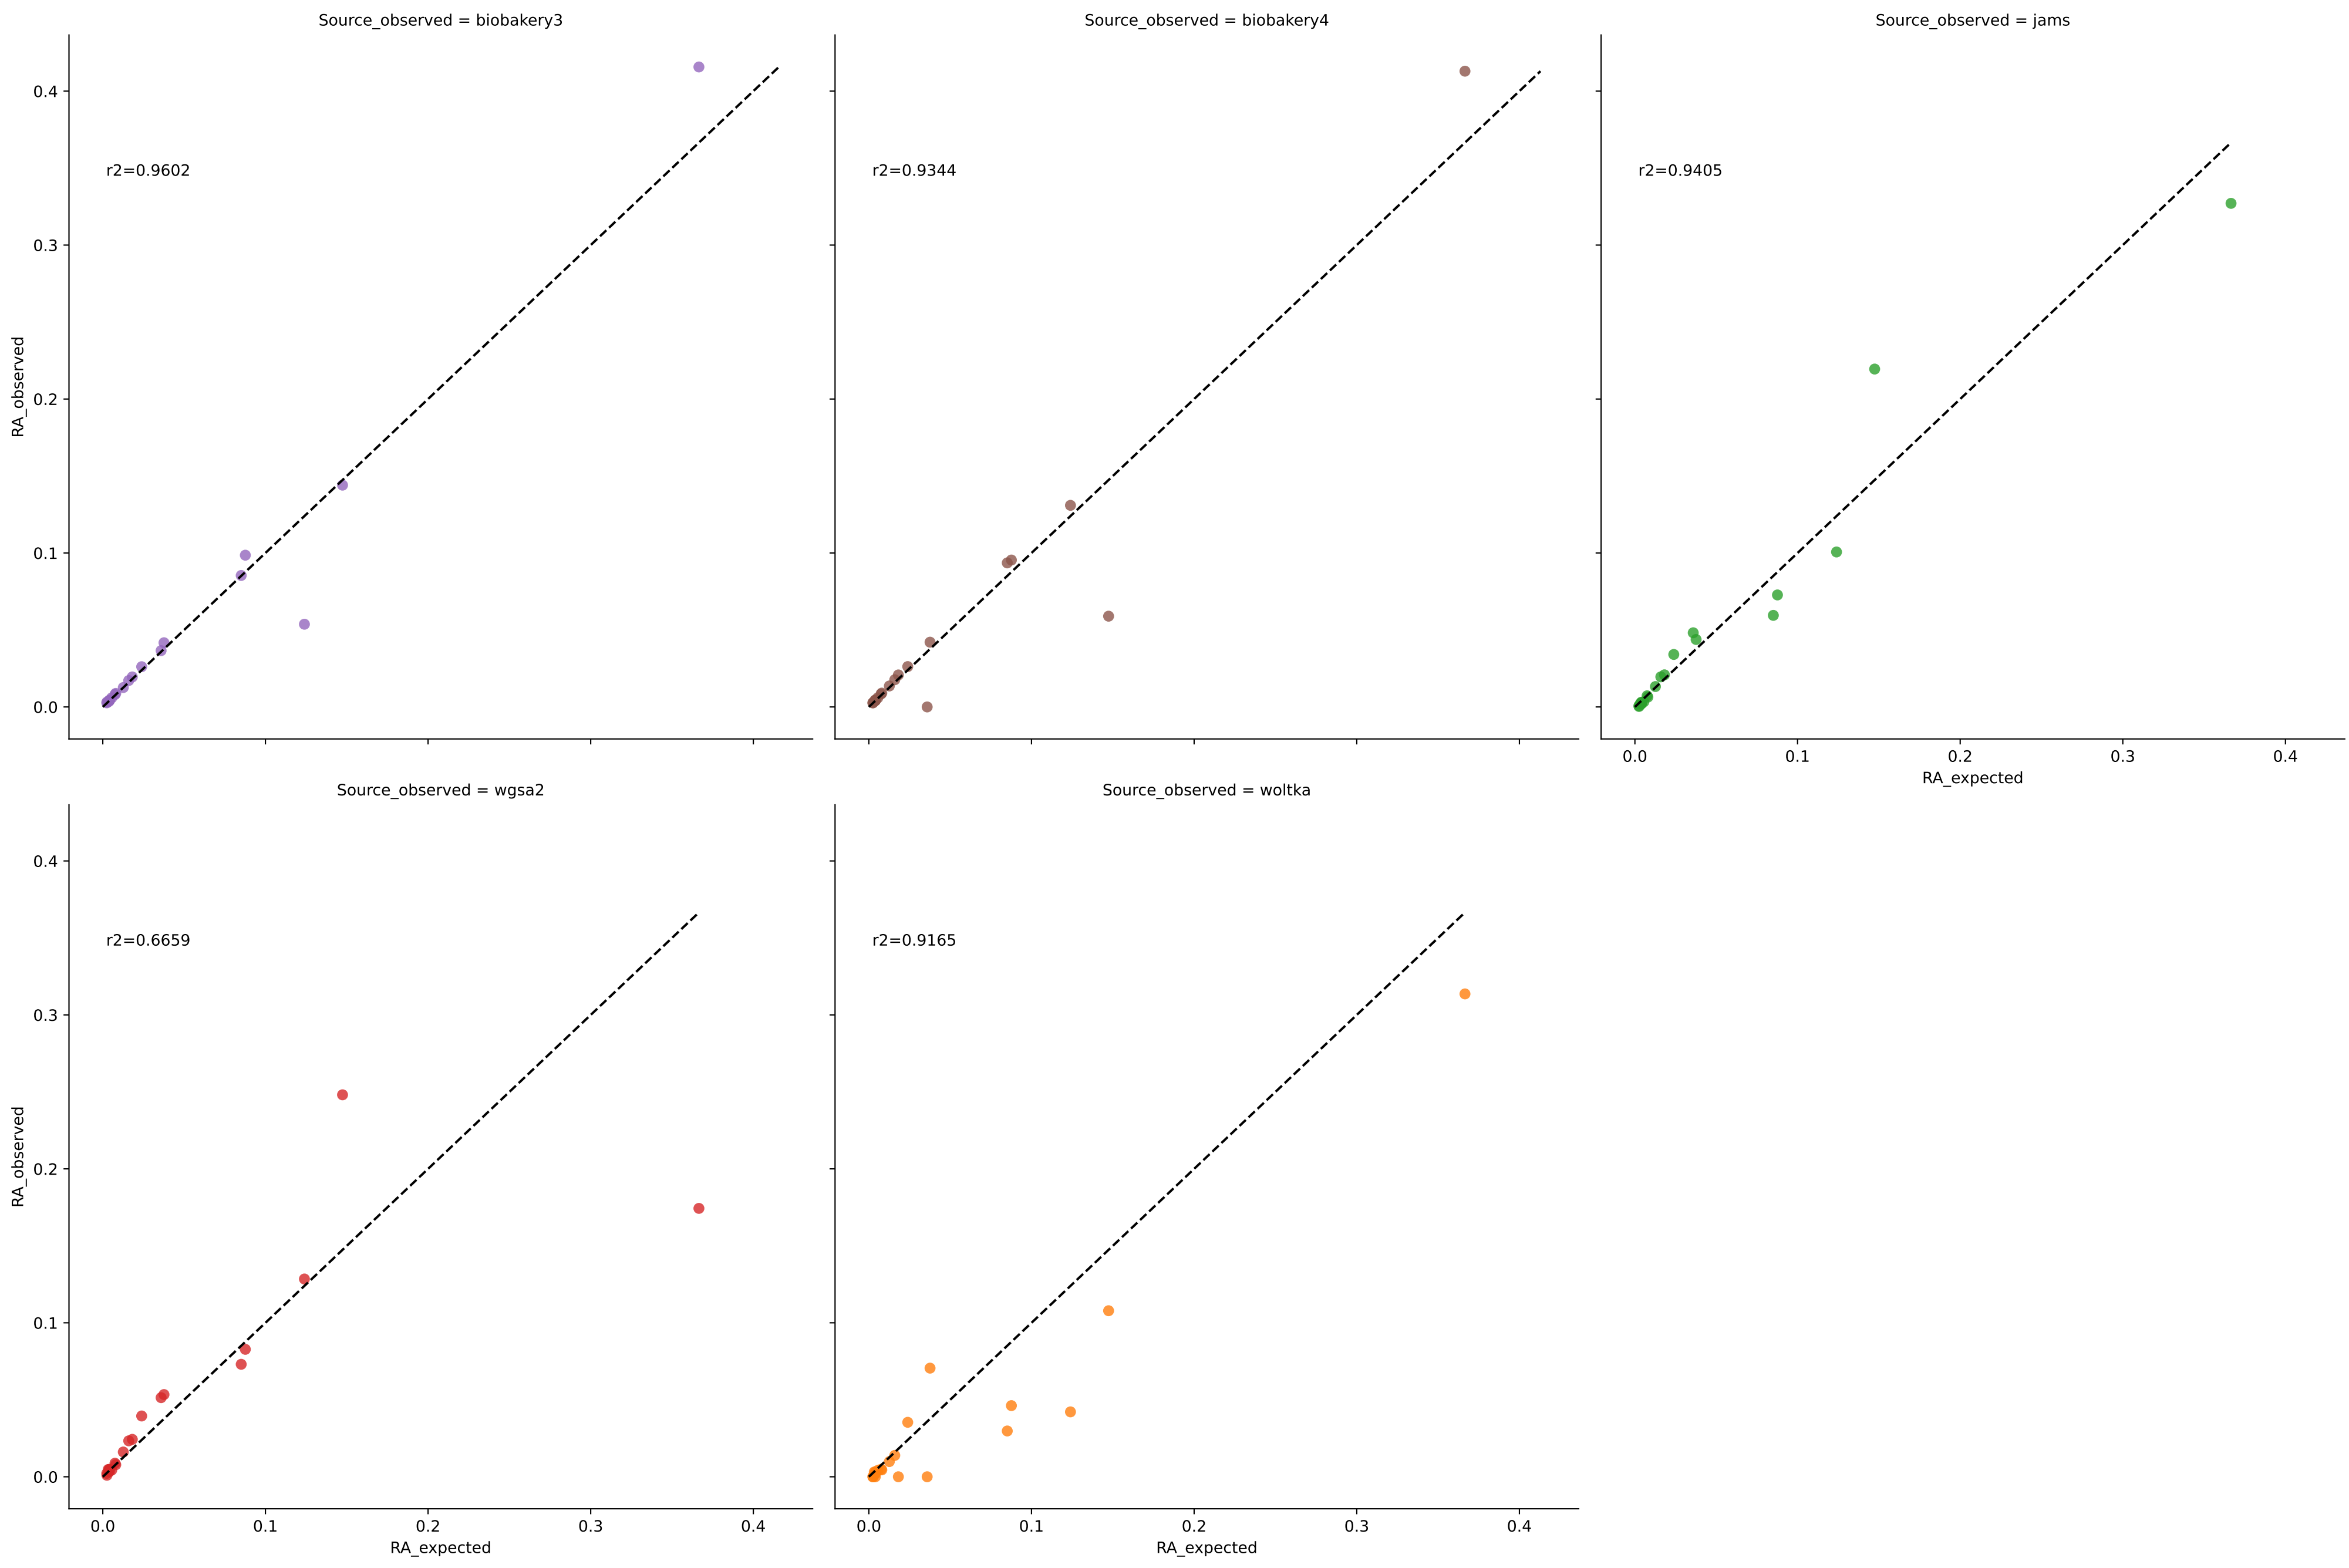 Source_observed = biobakery3
Source_observed = biobakery4
Source_observed = jams
0.4
0.3
0.2
0.1
0.0
RA_observed
r2=0.9602
r2=0.9344
r2=0.9405
0.0 0.1 0.2 0.3 0.4
RA_expected
Source_observed = wgsa2
Source_observed = woltka
0.4
0.3
0.2
0.1
0.0
RA_observed
r2=0.6659
r2=0.9165
0.0 0.1 0.2 0.3 0.4
RA_expected
0.0 0.1 0.2 0.3 0.4
RA_expected